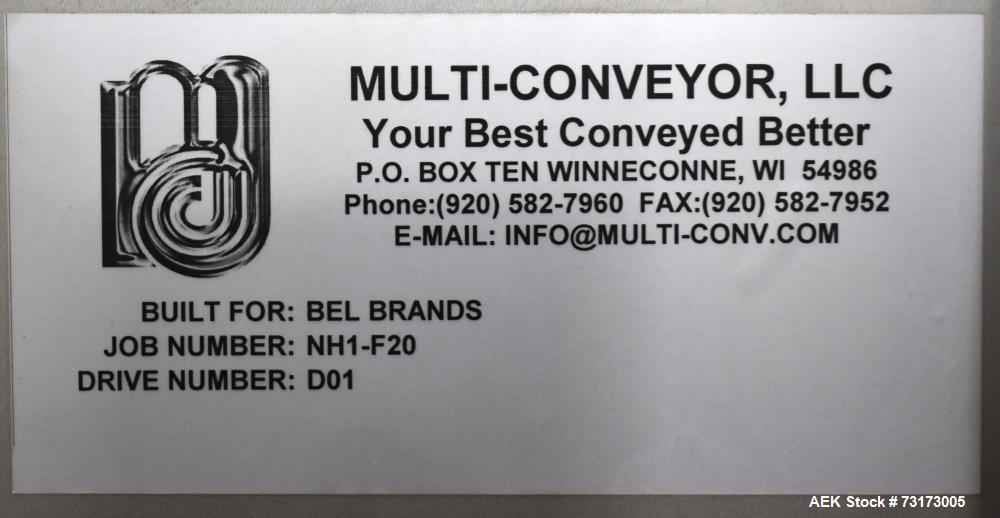 MULTI-CONVEYOR, LLC
Your Best Conveyed Better
P.O. BOX TEN WINNECONNE, WI 54986
Phone:(920) 582-7960 FAX:(920) 582-7952
E-MAIL: INFO@MULTI-CONV.COM
BUILT FOR: BEL BRANDS
JOB NUMBER: NH1-F20
DRIVE NUMBER: D01
AEK Stock # 73173005